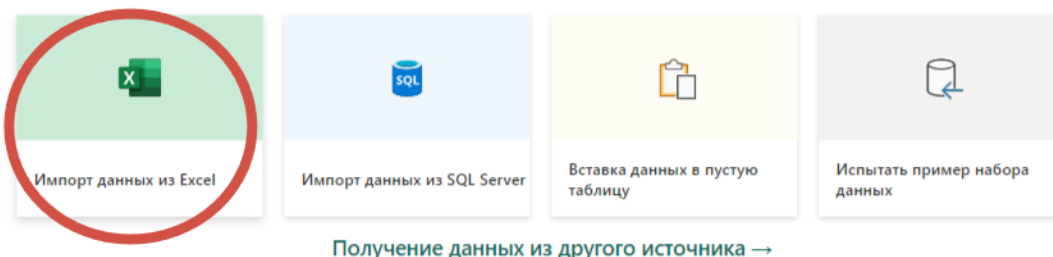 X
SQL
Импорт данных из Excel
Импорт данных из SQL Server
Вставка данных в пустую
таблицу
Испытать пример набора
данных
Получение данных из другого источника →